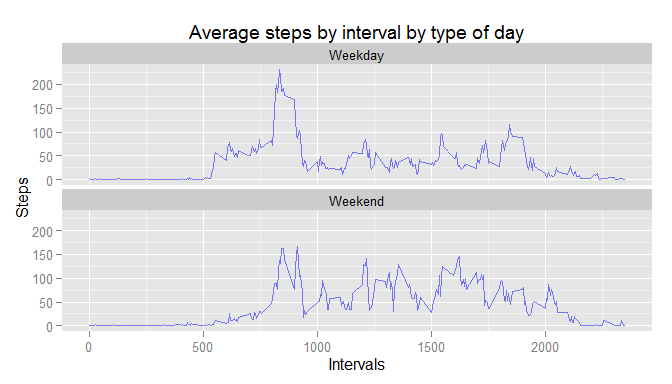 Average steps by interval by type of day
Weekday
200
150
100
50
0
Weekend
200
150
100
50
0
Steps
0 500 1000 1500 2000
Intervals